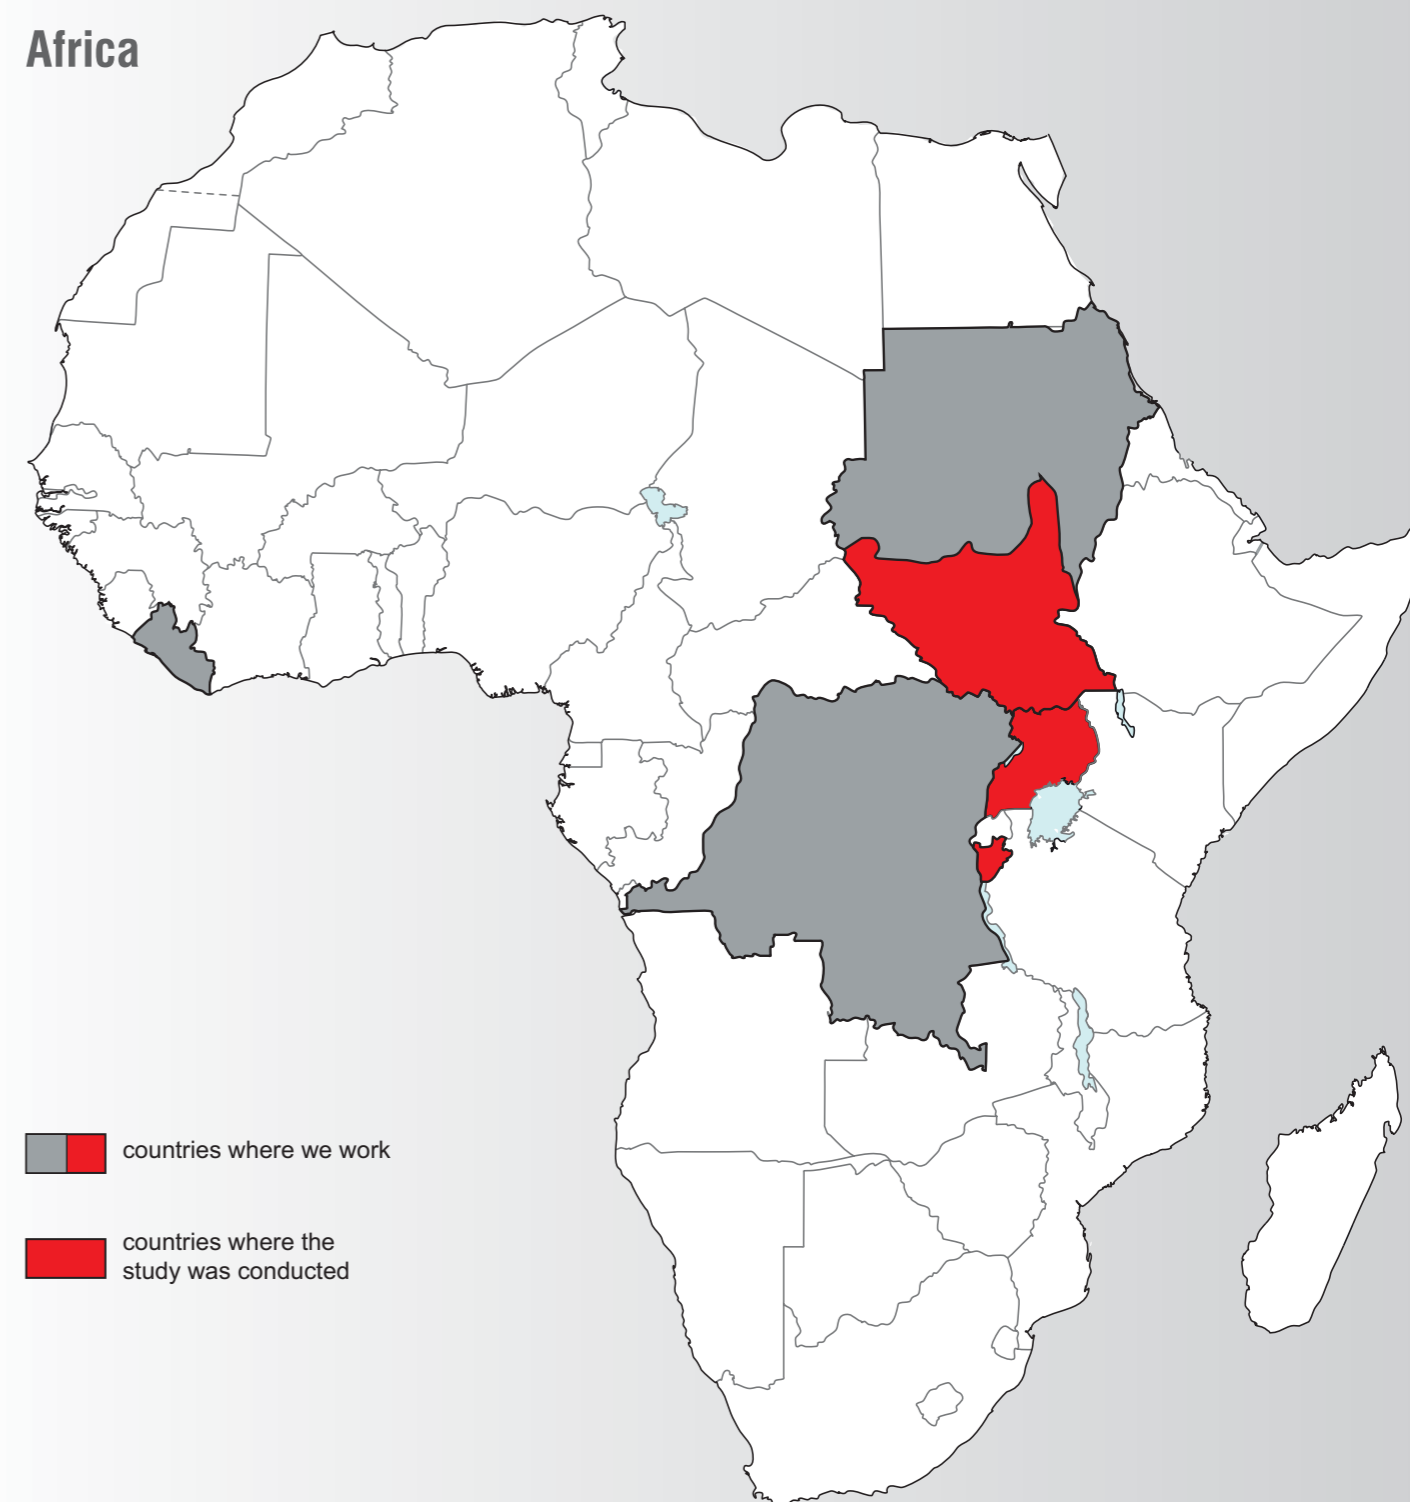 Africa
countries where we work
countries where the
study was conducted